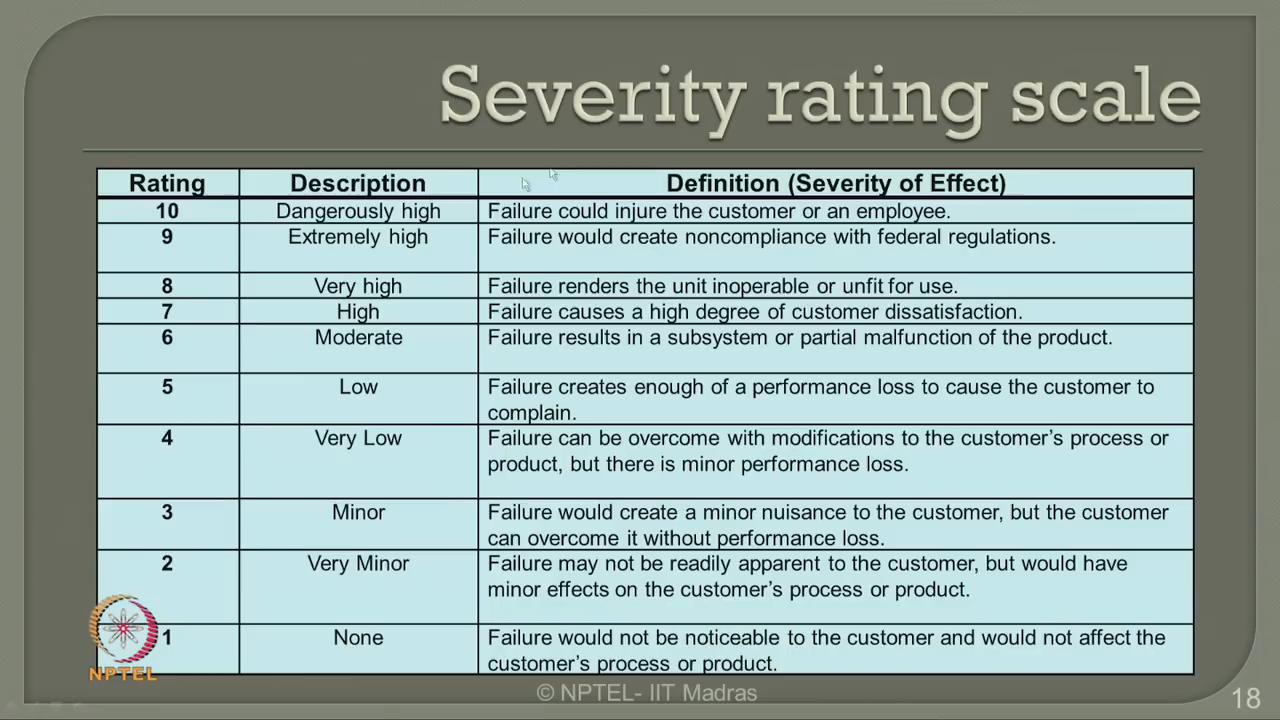 Severity rating scale
Rating Description Definition (Severity of Effect)
10 Dangerously high Failure could injure the customer or an employee.
9 Extremely high Failure would create noncompliance with federal regulations.
8 Very high Failure renders the unit inoperable or unfit for use.
7 High Failure causes a high degree of customer dissatisfaction.
6 Moderate Failure results in a subsystem or partial malfunction of the product.
5 Low Failure creates enough of a performance loss to cause the customer to
complain.
4 Very Low Failure can be overcome with modifications to the customer’s process or
product, but there is minor performance loss.
3 Minor Failure would create a minor nuisance to the customer, but the customer
can overcome it without performance loss.
2 Very Minor Failure may not be readily apparent to the customer, but would have
minor effects on the customer’s process or product.
1 None Failure would not be noticeable to the customer and would not affect the
customer’s process or product.
NPTEL
© NPTEL- IIT Madras
18